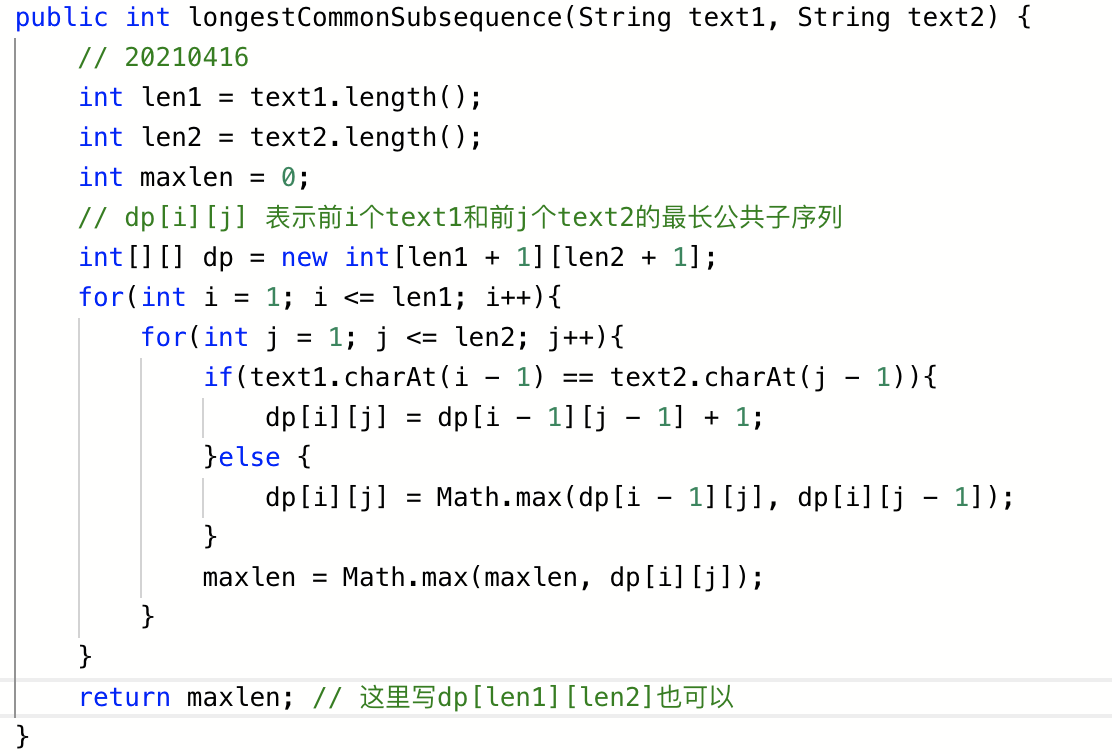 public int longestCommonSubsequence(String text1, String text2) {
    // 20210416
    int len1 = text1.length();
    int len2 = text2.length();
    int maxlen = 0;
    // dp[i][j] 表示前i个text1和前j个text2的最长公共子序列
    int[][] dp = new int[len1 + 1][len2 + 1];
    for(int i = 1; i <= len1; i++){
        for(int j = 1; j <= len2; j++){
            if(text1.charAt(i - 1) == text2.charAt(j - 1)){
                dp[i][j] = dp[i - 1][j - 1] + 1;
            }else {
                dp[i][j] = Math.max(dp[i - 1][j], dp[i][j - 1]);
            }
            maxlen = Math.max(maxlen, dp[i][j]);
        }
    }
    return maxlen; // 这里写dp[len1][len2]也可以
}